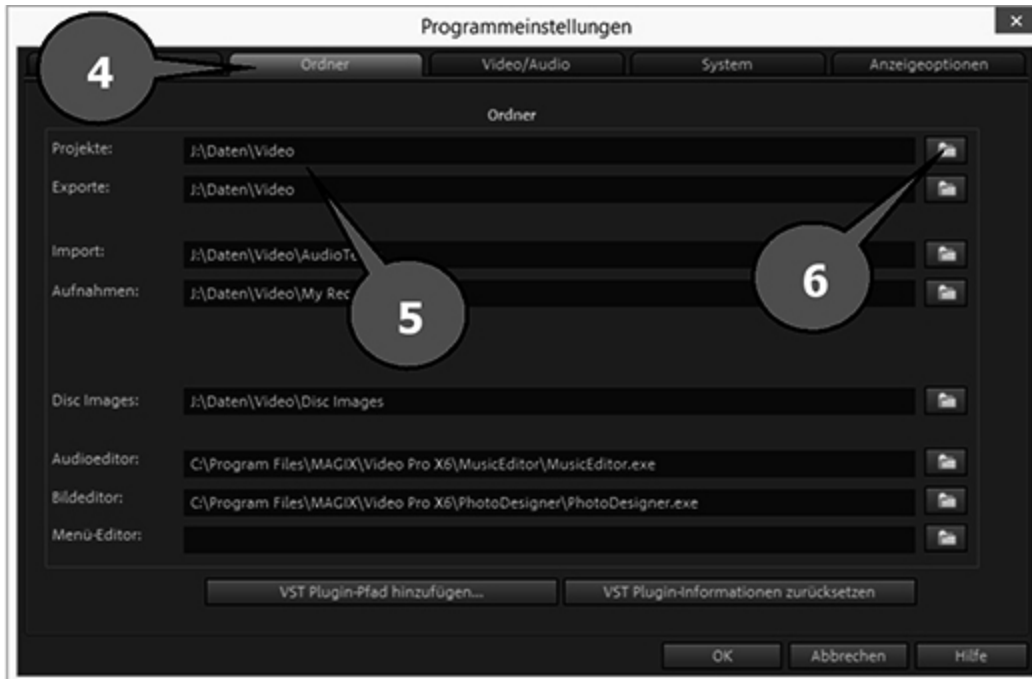 Programmeinstellungen
4
Ordner
Video/Audio
System
Anzeigeoptionen
Ordner
Projekte:
J:\Daten\Video
Exporte:
J:\Daten\Video
Import:
J:\Daten\Video\AudioTe
Aufnahmen:
J:\Daten\Video\My Rec
5
6
Disc Images:
J:\Daten\Video\Disc Images
Audioeditor:
C:\Program Files\MAGIX\Video Pro X6\MusicEditor\MusicEditor.exe
Bildeditor:
C:\Program Files\MAGIX\Video Pro X6\PhotoDesigner\PhotoDesigner.exe
Menü-Editor:
VST Plugin-Pfad hinzufügen...
VST Plugin-Informationen zurücksetzen
OK
Abbrechen
Hilfe